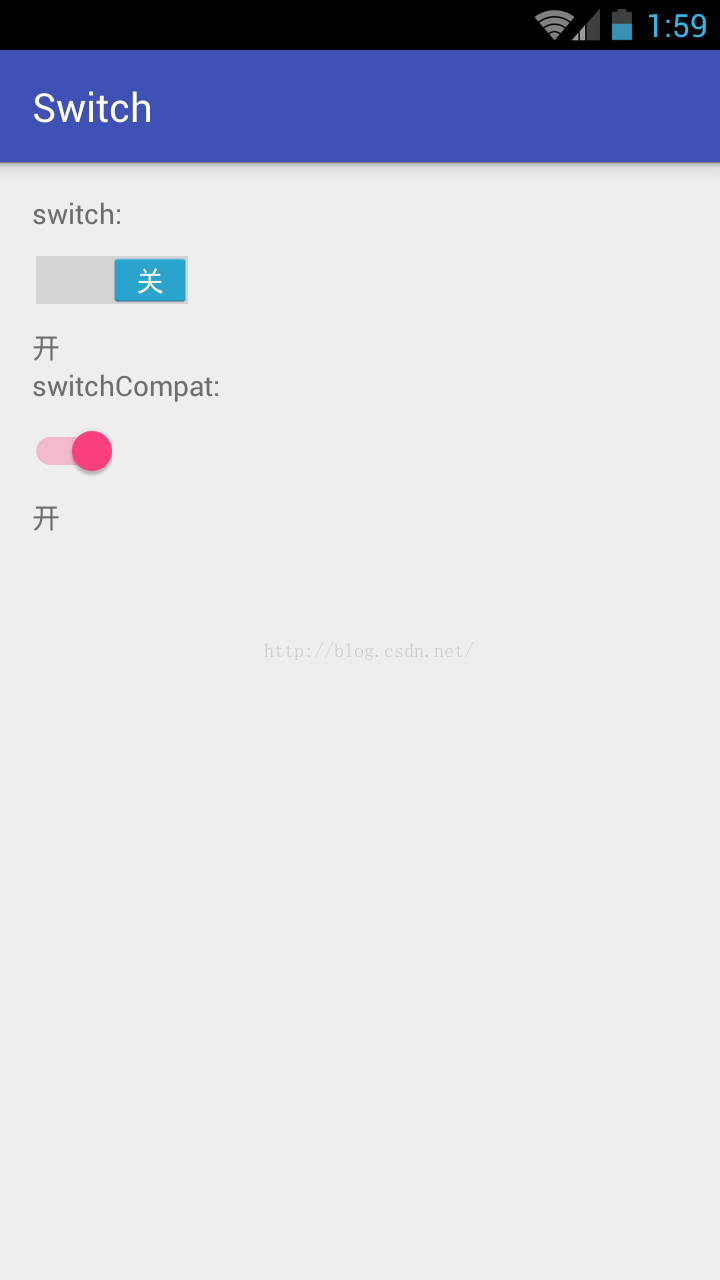 1:59
Switch
switch:
关
开
switchCompat:
开
http://blog.csdn.net/